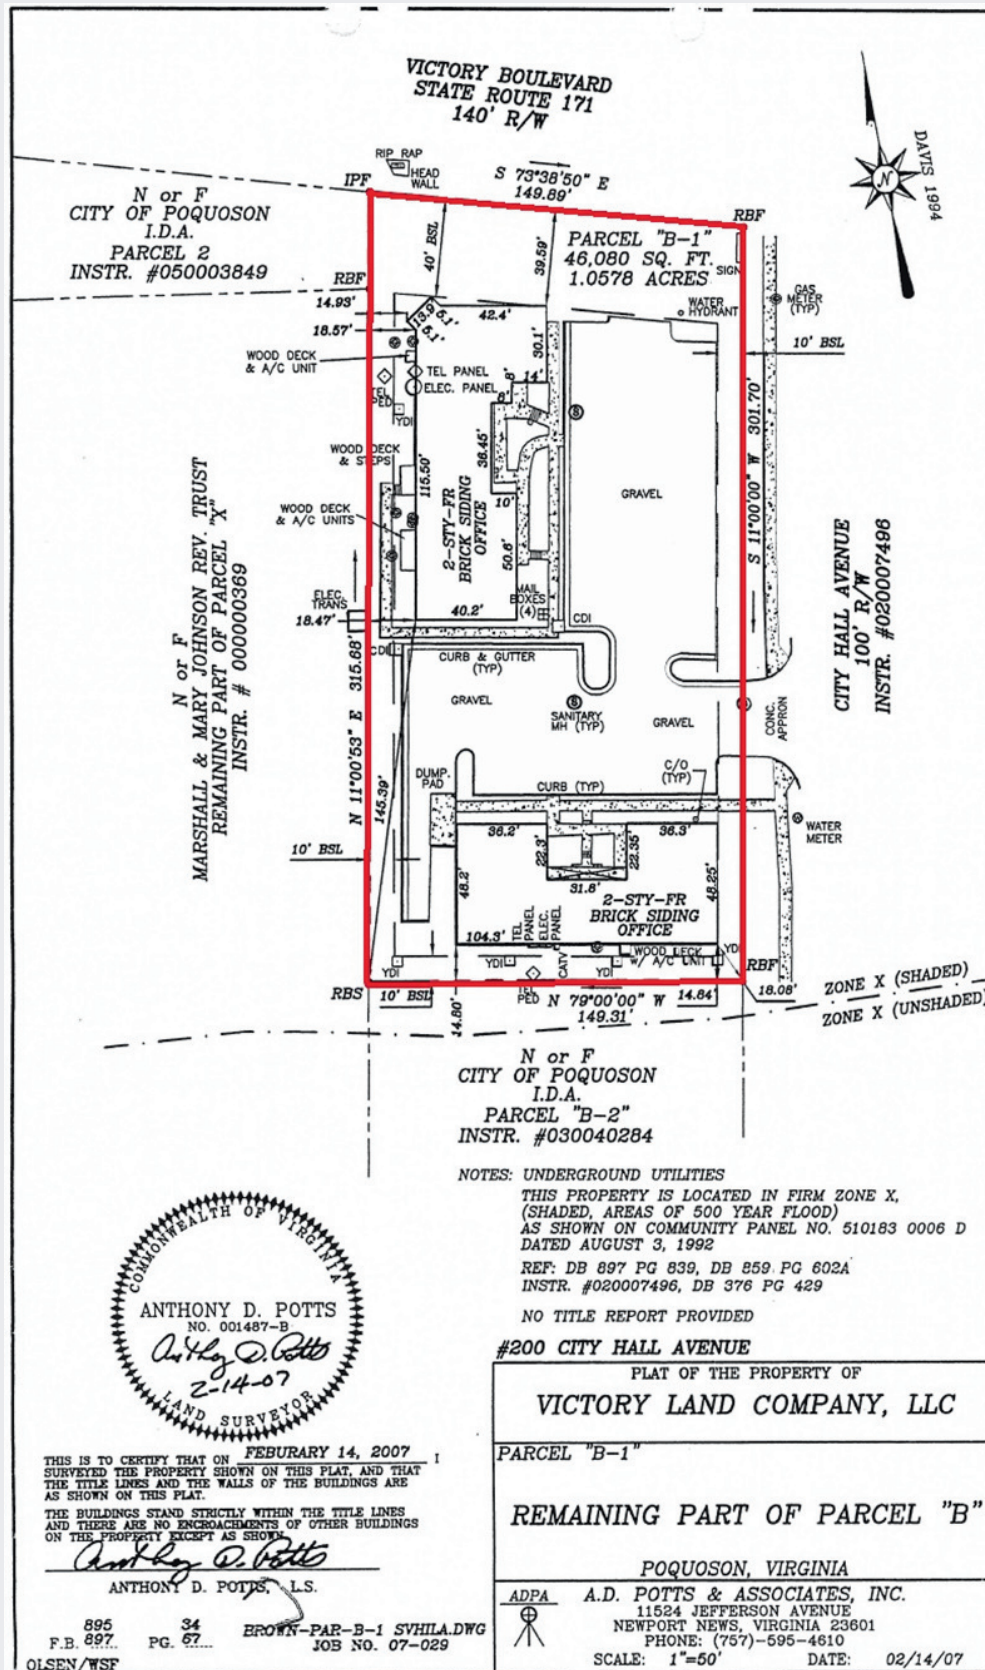 VICTORY BOULEVARD
STATE ROUTE 171
140' R/W
RIP RAP
HEAD
WALL
IPF
S 73°38'50" E
149.89'
RBF
DAVIS 1994
N
N or F
CITY OF POQUOSON
I.D.A.
PARCEL 2
INSTR. #050003849
RBF
40' BSL
39.59'
PARCEL "B-1"
46,080 SQ. FT.
1.0578 ACRES
SIGN
GAS
METER
(TYP)
WATER
HYDRANT
10' BSL
14.93'
18.57'
13.9'
5.1'
5.1'
42.4'
30.1'
WOOD DECK
& A/C UNIT
TEL PANEL
ELEC. PANEL
TEL
PED
YDI
8'
14'
8'
36.45'
10'
WOOD DECK
& STEPS
115.50'
WOOD DECK
& A/C UNITS
2-STY-FR
BRICK SIDING
OFFICE
50.6'
GRAVEL
S 11°00'00" W 301.70'
CITY HALL AVENUE
100' R/W
INSTR. #020007496
N or F
MARSHALL & MARY JOHNSON REV. TRUST
REMAINING PART OF PARCEL "X"
INSTR. # 000000369
ELEC.
TRANS
18.47'
40.2'
MAIL
BOXES
(4)
CDI
CDI
CURB & GUTTER
(TYP)
N 11°00'53" E 315.68'
GRAVEL
S
S
SANITARY
MH (TYP)
GRAVEL
CONC.
APPRON
C/O
(TYP)
DUMP.
PAD
CURB (TYP)
145.39'
WATER
METER
10' BSL
36.2'
22.3'
22.35'
36.3'
31.8'
48.2'
48.25'
2-STY-FR
BRICK SIDING
OFFICE
104.3'
TEL
PANEL
ELEC.
PANEL
CATV
WOOD DECK
W/ A/C UNIT
YDI
YDI
YDI
YD
RBF
RBS
10' BSL
14.80'
TEL
PED
N 79°00'00" W
149.31'
14.84'
18.08'
ZONE X (SHADED)
ZONE X (UNSHADED)
N or F
CITY OF POQUOSON
I.D.A.
PARCEL "B-2"
INSTR. #030040284
NOTES: UNDERGROUND UTILITIES
THIS PROPERTY IS LOCATED IN FIRM ZONE X,
(SHADED, AREAS OF 500 YEAR FLOOD)
AS SHOWN ON COMMUNITY PANEL NO. 510183 0006 D
DATED AUGUST 3, 1992
REF: DB 897 PG 839, DB 859 PG 602A
INSTR. #020007496, DB 376 PG 429
NO TITLE REPORT PROVIDED
#200 CITY HALL AVENUE
COMMONWEALTH OF VIRGINIA
ANTHONY D. POTTS
NO. 001487-B
Anthony D. Potts
2-14-07
LAND SURVEYOR
THIS IS TO CERTIFY THAT ON FEBURARY 14, 2007 I
SURVEYED THE PROPERTY SHOWN ON THIS PLAT, AND THAT
THE TITLE LINES AND THE WALLS OF THE BUILDINGS ARE
AS SHOWN ON THIS PLAT.
THE BUILDINGS STAND STRICTLY WITHIN THE TITLE LINES
AND THERE ARE NO ENCROACHMENTS OF OTHER BUILDINGS
ON THE PROPERTY EXCEPT AS SHOWN.
Anthony D. Potts
ANTHONY D. POTTS, L.S.
895 34
F.B. 897 PG. 67
BROWN-PAR-B-1 SVHILA.DWG
JOB NO. 07-029
OLSEN/WSF
PLAT OF THE PROPERTY OF
VICTORY LAND COMPANY, LLC
PARCEL "B-1"
REMAINING PART OF PARCEL "B"
POQUOSON, VIRGINIA
ADPA
A.D. POTTS & ASSOCIATES, INC.
11524 JEFFERSON AVENUE
NEWPORT NEWS, VIRGINIA 23601
PHONE: (757)-595-4610
SCALE: 1"=50' DATE: 02/14/07